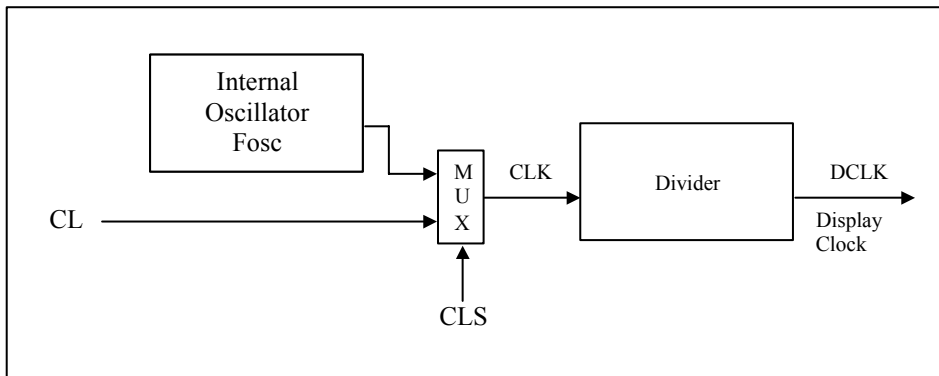 Internal
Oscillator
Fosc
M
U
X
CL
CLS
CLK
Divider
DCLK
Display
Clock